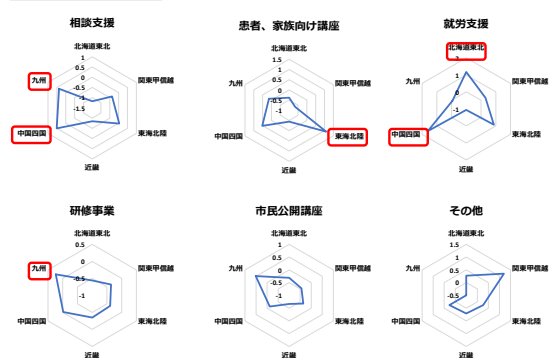 相談支援
北海道東北
1
0.5
0
-0.5
-1
-1.5
関東甲信越
東海北陸
近畿
中国四国
九州
患者、家族向け講座
北海道東北
1.5
1
0.5
0
-0.5
-1
関東甲信越
東海北陸
近畿
中国四国
九州
就労支援
北海道東北
2
1
0
-1
関東甲信越
東海北陸
近畿
中国四国
九州
研修事業
北海道東北
0.5
0
-0.5
-1
関東甲信越
東海北陸
近畿
中国四国
九州
市民公開講座
北海道東北
1
0.5
0
-0.5
-1
関東甲信越
東海北陸
近畿
中国四国
九州
その他
北海道東北
1.5
1
0.5
0
-0.5
関東甲信越
東海北陸
近畿
中国四国
九州